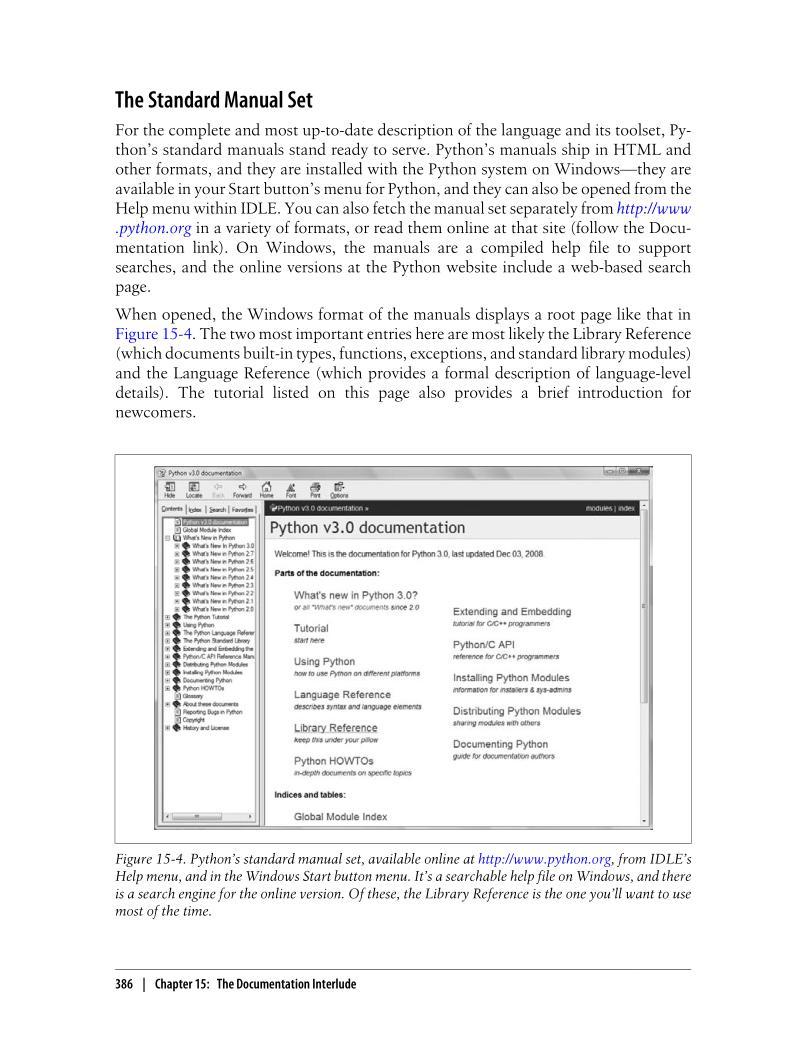 The Standard Manual Set
For the complete and most up-to-date description of the language and its toolset, Py-
thon’s standard manuals stand ready to serve. Python’s manuals ship in HTML and
other formats, and they are installed with the Python system on Windows—they are
available in your Start button’s menu for Python, and they can also be opened from the
Help menu within IDLE. You can also fetch the manual set separately from http://www
.python.org in a variety of formats, or read them online at that site (follow the Docu-
mentation link). On Windows, the manuals are a compiled help file to support
searches, and the online versions at the Python website include a web-based search
page.
When opened, the Windows format of the manuals displays a root page like that in
Figure 15-4. The two most important entries here are most likely the Library Reference
(which documents built-in types, functions, exceptions, and standard library modules)
and the Language Reference (which provides a formal description of language-level
details). The tutorial listed on this page also provides a brief introduction for
newcomers.
Python v3.0 documentation
Hide Locate Back Forward Home Font Print Options
Contents Index Search Favorites
Python v3.0 documentation
Global Module Index
What's New in Python
What's New In Python 3.0
What's New in Python 2.7
What's New in Python 2.6
What's New in Python 2.5
What's New in Python 2.4
What's New in Python 2.3
What's New in Python 2.2
What's New in Python 2.1
What's New in Python 2.0
The Python Tutorial
Using Python
The Python Language Referer
The Python Standard Library
Extending and Embedding the
Python/C API Reference Man
Distributing Python Modules
Installing Python Modules
Documenting Python
Python HOWTOs
Glossary
About these documents
Reporting Bugs in Python
Copyright
History and License
Python v3.0 documentation » modules | index
Python v3.0 documentation
Welcome! This is the documentation for Python 3.0, last updated Dec 03, 2008.
Parts of the documentation:
What's new in Python 3.0?
or all "What's new" documents since 2.0
Tutorial
start here
Using Python
how to use Python on different platforms
Language Reference
describes syntax and language elements
Library Reference
keep this under your pillow
Python HOWTOs
in-depth documents on specific topics
Extending and Embedding
tutorial for C/C++ programmers
Python/C API
reference for C/C++ programmers
Installing Python Modules
information for installers & sys-admins
Distributing Python Modules
sharing modules with others
Documenting Python
guide for documentation authors
Indices and tables:
Global Module Index
Figure 15-4. Python’s standard manual set, available online at http://www.python.org, from IDLE’s
Help menu, and in the Windows Start button menu. It’s a searchable help file on Windows, and there
is a search engine for the online version. Of these, the Library Reference is the one you’ll want to use
most of the time.
386 | Chapter 15: The Documentation Interlude